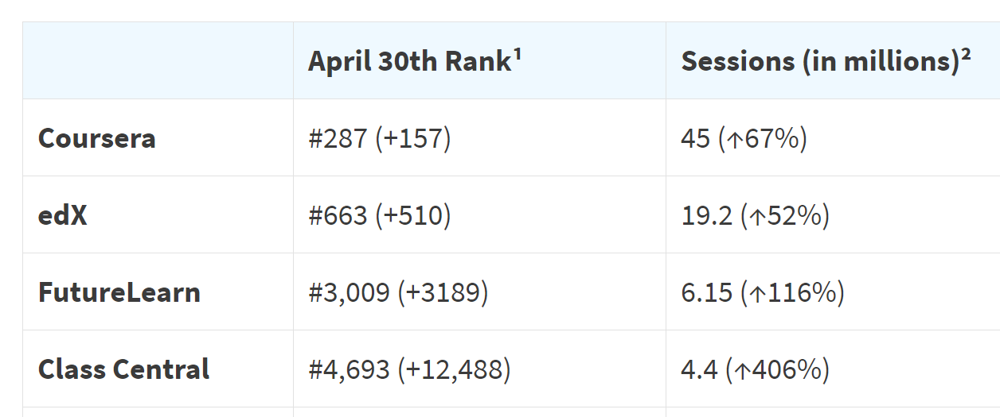 April 30th Rank¹ Sessions (in millions)²
Coursera #287 (+157) 45 (↑67%)
edX #663 (+510) 19.2 (↑52%)
FutureLearn #3,009 (+3189) 6.15 (↑116%)
Class Central #4,693 (+12,488) 4.4 (↑406%)